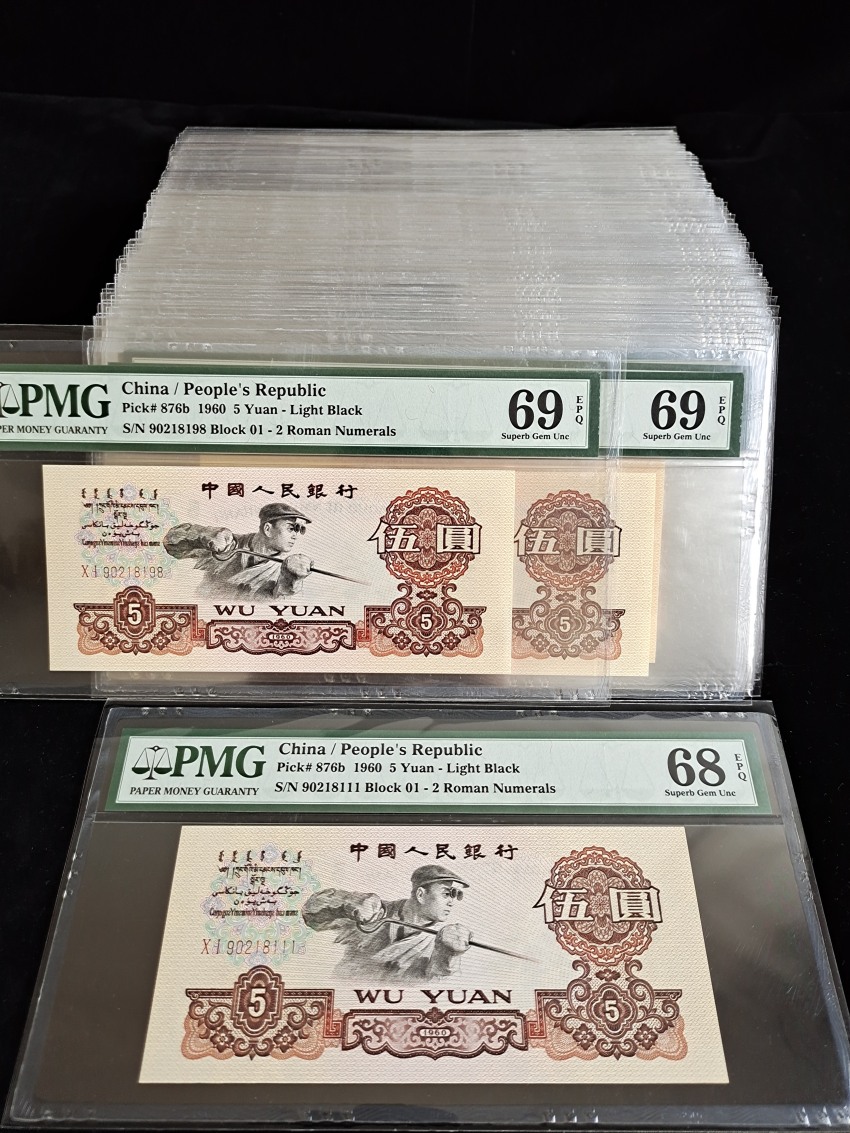 PMG
PER MONEY GUARANTY
China / People's Republic
Pick# 876b 1960 5 Yuan - Light Black
S/N 90218198 Block 01 - 2 Roman Numerals
69
EPQ
Superb Gem Unc
69
EPQ
Superb Gem Unc
中國人民銀行
伍圓
伍圓
X I 90218198
5
WU YUAN
1960
5
5
PMG
PAPER MONEY GUARANTY
China / People's Republic
Pick# 876b 1960 5 Yuan - Light Black
S/N 90218111 Block 01 - 2 Roman Numerals
68
EPQ
Superb Gem Unc
中國人民銀行
伍圓
X I 90218111
5
WU YUAN
1960
5